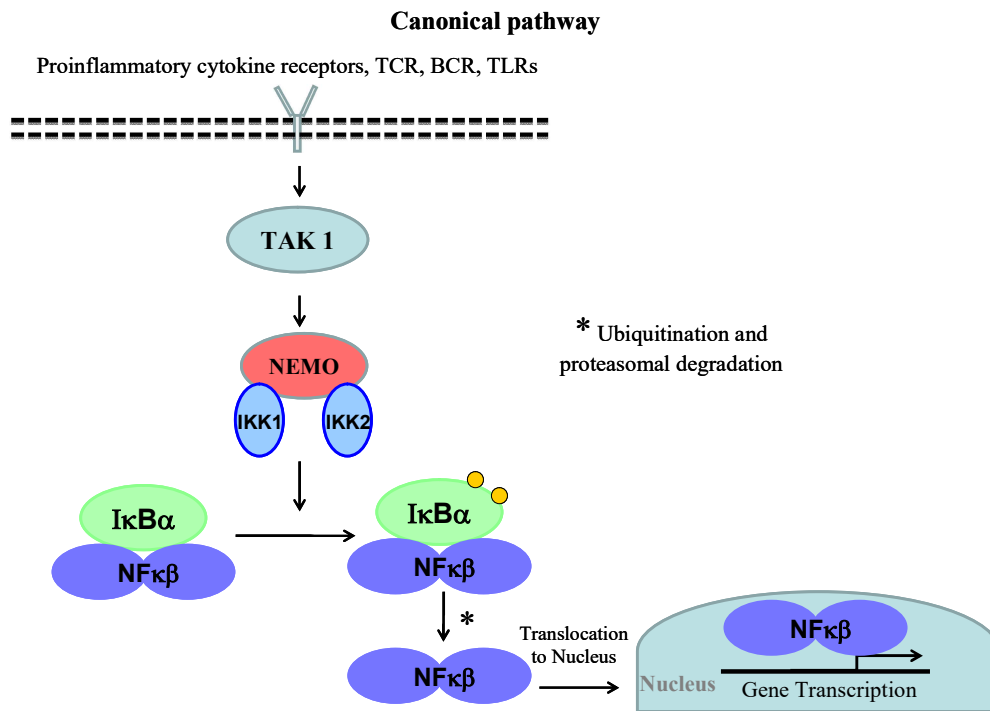 Canonical pathway
Proinflammatory cytokine receptors, TCR, BCR, TLRs
TAK 1
NEMO
IKK1
IKK2
* Ubiquitination and
proteasomal degradation
IκBα
NFκβ
IκBα
NFκβ
*
NFκβ
Translocation
to Nucleus
NFκβ
Nucleus
Gene Transcription